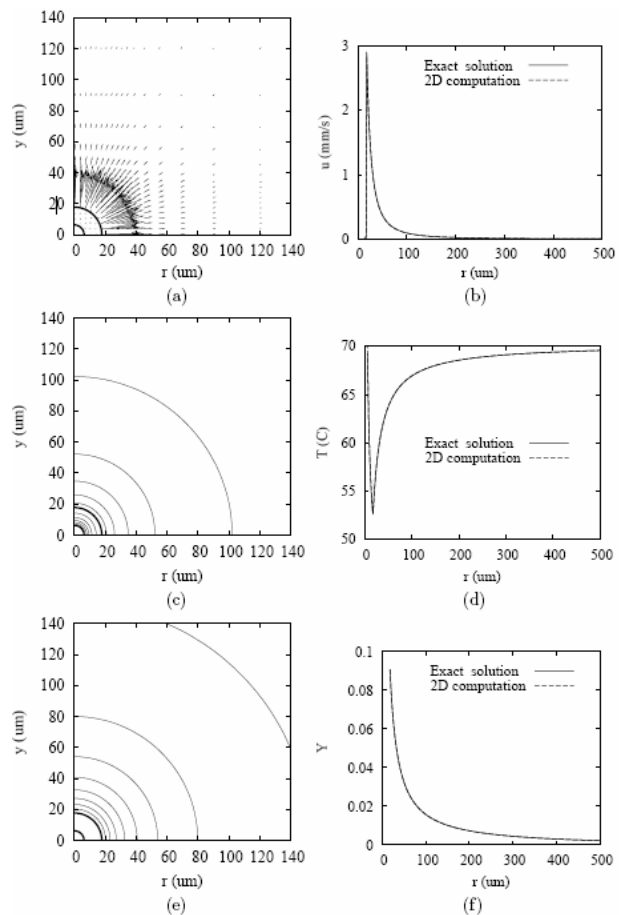 140
120
100
80
60
40
20
0
y (um)
0 20 40 60 80 100 120 140
r (um)
(a)
3
2
1
0
u (mm/s)
Exact solution
2D computation
0 100 200 300 400 500
r (um)
(b)
140
120
100
80
60
40
20
0
y (um)
0 20 40 60 80 100 120 140
r (um)
(c)
70
65
60
55
50
T (C)
Exact solution
2D computation
0 100 200 300 400 500
r (um)
(d)
140
120
100
80
60
40
20
0
y (um)
0 20 40 60 80 100 120 140
r (um)
(e)
0.1
0.08
0.06
0.04
0.02
0
Y
Exact solution
2D computation
0 100 200 300 400 500
r (um)
(f)